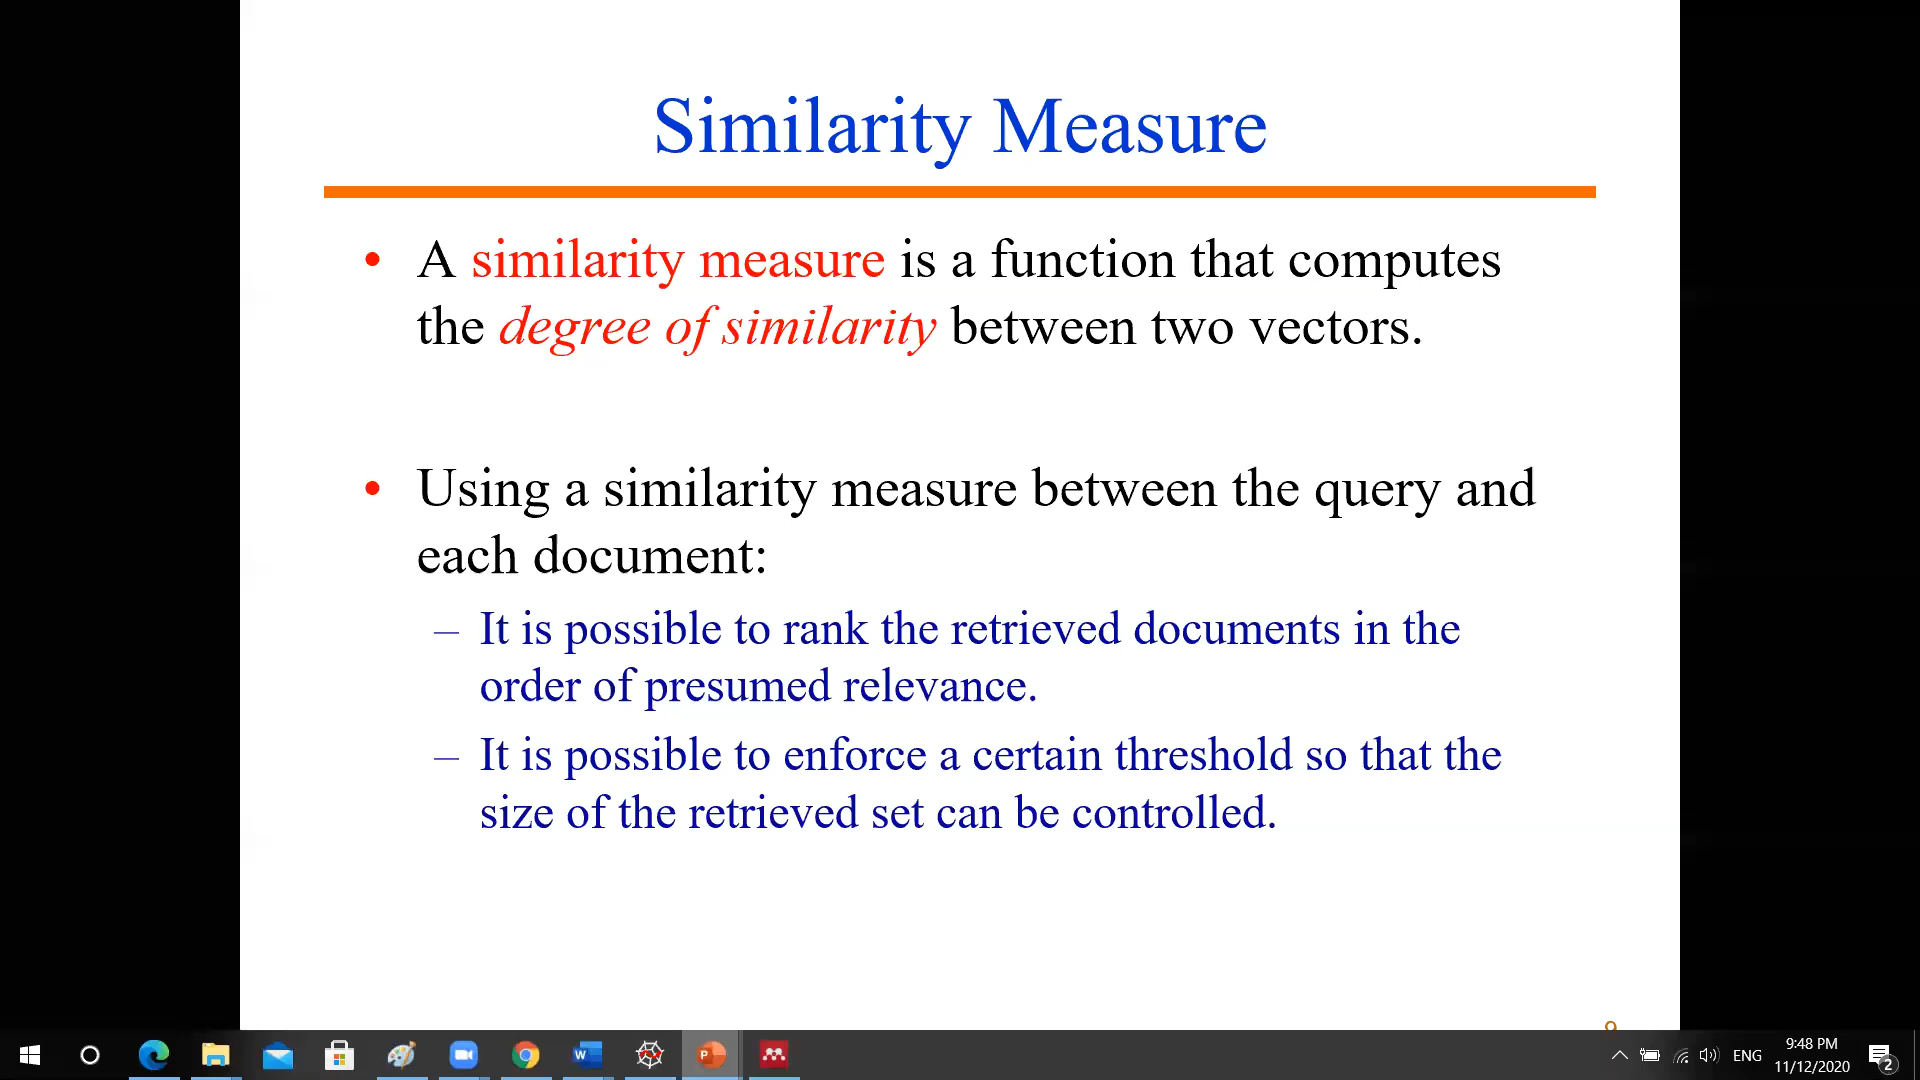 Similarity Measure
• A similarity measure is a function that computes
the degree of similarity between two vectors.
• Using a similarity measure between the query and
each document:
– It is possible to rank the retrieved documents in the
order of presumed relevance.
– It is possible to enforce a certain threshold so that the
size of the retrieved set can be controlled.
W
P
ENG
9:48 PM
11/12/2020
2